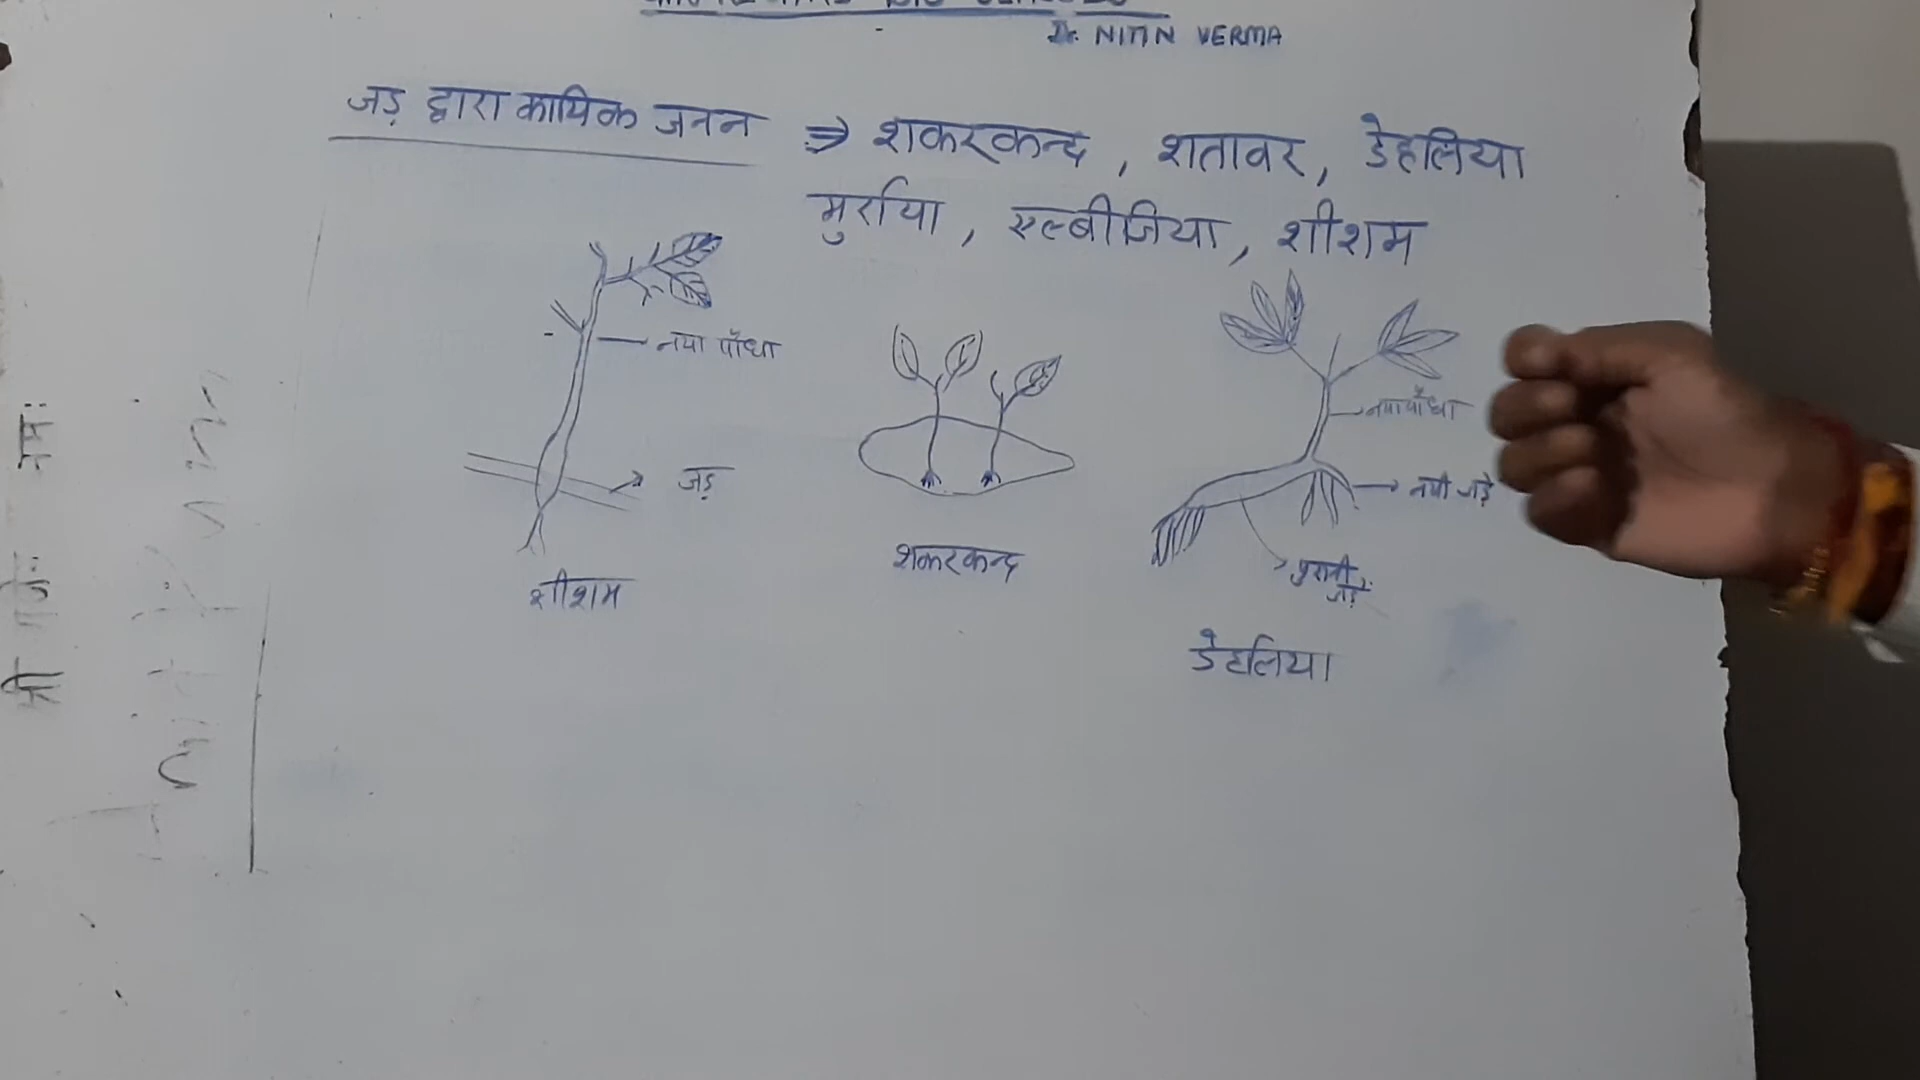 Dr. NITIN VERMA
जड़ द्वारा कायिक जनन ⇒ शकरकन्द, शतावर, डेहलिया
मुर्राया, एल्बीजिया, शीशम
नया पौधा
जड़
शीशम
शकरकन्द
नया पौधा
नयी जड़े
पुरानी
जड़े
डेहलिया